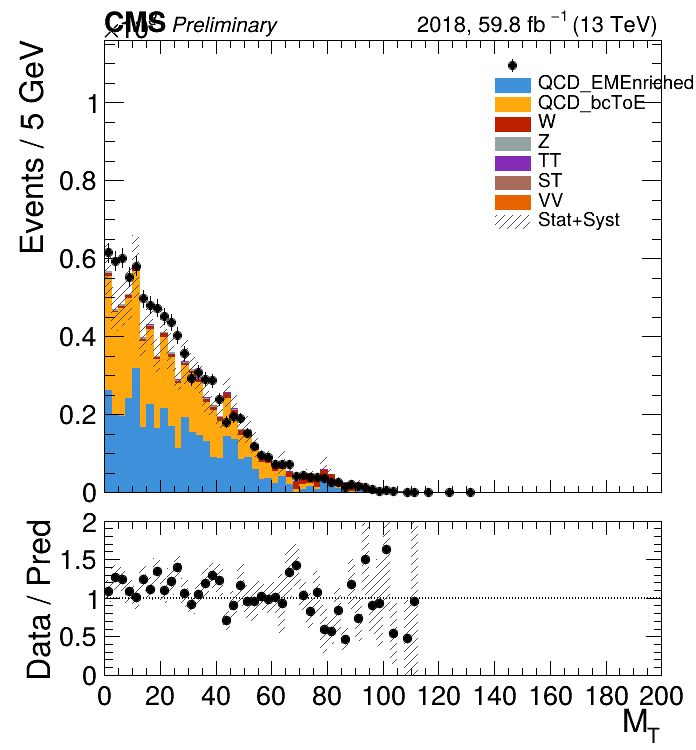 CMS Preliminary 2018, 59.8 fb⁻¹ (13 TeV)
Events / 5 GeV
1
0.8
0.6
0.4
0.2
0
QCD_EMEnriched
QCD_bcToE
W
Z
TT
ST
VV
Stat+Syst
Data / Pred
2
1.5
1
0.5
0
0 20 40 60 80 100 120 140 160 180 200
M_T